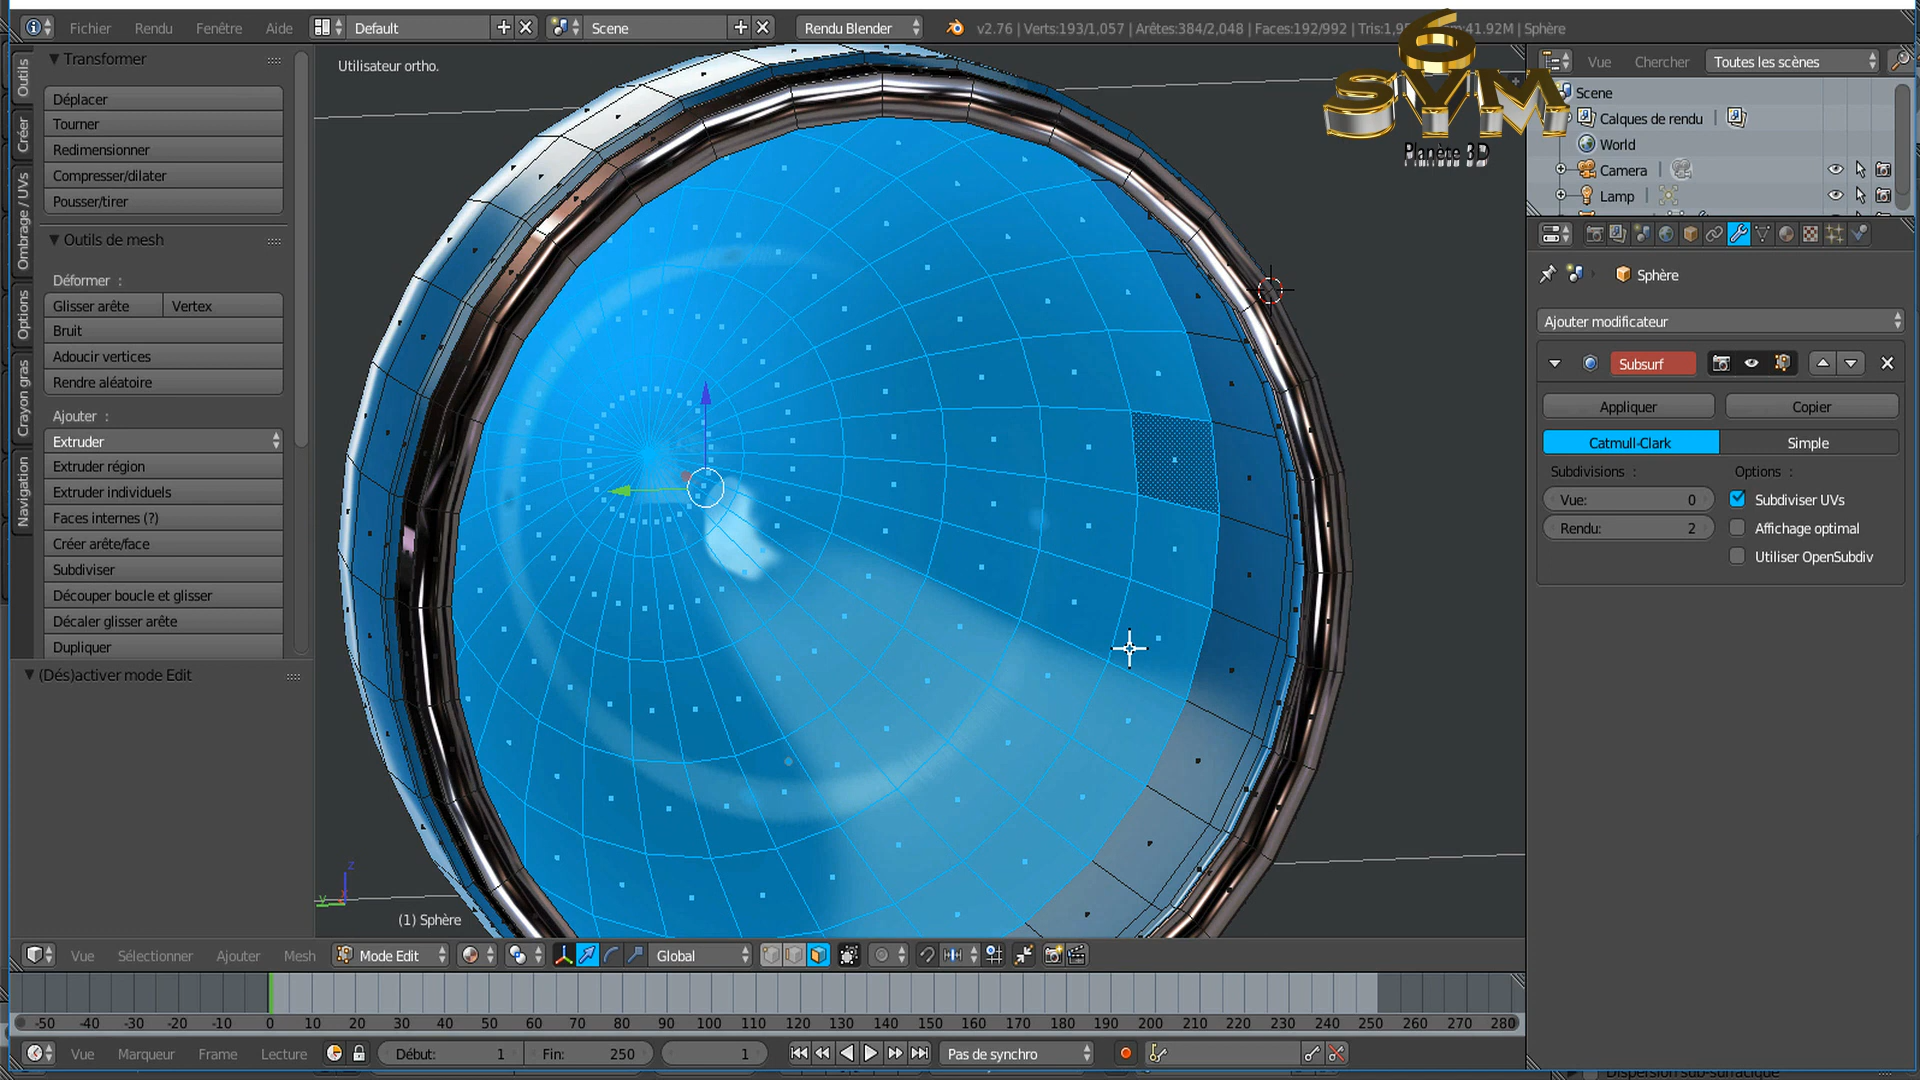 Fichier Rendu Fenêtre Aide Default Scene Rendu Blender v2.76 | Verts:193/1,057 | Arêtes:384/2,048 | Faces:192/992 | Tris:1,9 41.92M | Sphère
6
SYM
Planète 3D
Outils
Créer
Ombrage / UVs
Options
Crayon gras
Navigation
Transformer
Déplacer
Tourner
Redimensionner
Compresser/dilater
Pousser/tirer
Outils de mesh
Déformer :
Glisser arête Vertex
Bruit
Adoucir vertices
Rendre aléatoire
Ajouter :
Extruder
Extruder région
Extruder individuels
Faces internes (?)
Créer arête/face
Subdiviser
Découper boucle et glisser
Décaler glisser arête
Dupliquer
(Dés)activer mode Edit
Utilisateur ortho.
z
y
(1) Sphère
Vue Chercher Toutes les scènes
Scene
Calques de rendu
World
Camera
Lamp
Sphère
Ajouter modificateur
Subsurf
Appliquer Copier
Catmull-Clark Simple
Subdivisions : Options :
Vue: 0 Subdiviser UVs
Rendu: 2 Affichage optimal
Utiliser OpenSubdiv
Vue Sélectionner Ajouter Mesh Mode Edit Global
-50 -40 -30 -20 -10 0 10 20 30 40 50 60 70 80 90 100 110 120 130 140 150 160 170 180 190 200 210 220 230 240 250 260 270 280
Vue Marqueur Frame Lecture Début: 1 Fin: 250 1 Pas de synchro